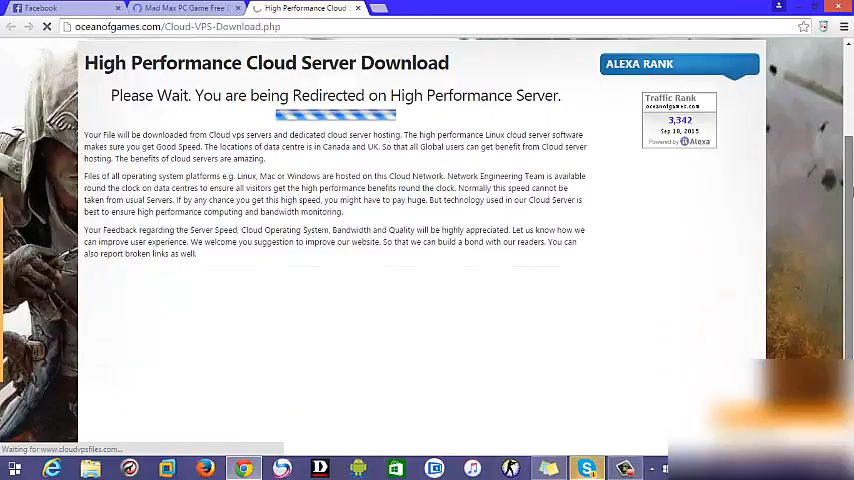 Facebook
Mad Max PC Game Free D
High Performance Cloud S
oceanofgames.com/Cloud-VPS-Download.php
High Performance Cloud Server Download
ALEXA RANK
Please Wait. You are being Redirected on High Performance Server.
Traffic Rank
oceanofgames.com
3,342
Sep 10, 2015
Powered by Alexa
Your File will be downloaded from Cloud vps servers and dedicated cloud server hosting. The high performance Linux cloud server software
makes sure you get Good Speed. The locations of data centre is in Canada and UK. So that all Global users can get benefit from Cloud server
hosting. The benefits of cloud servers are amazing.
Files of all operating system platforms e.g. Linux, Mac or Windows are hosted on this Cloud Network. Network Engineering Team is available
round the clock on data centres to ensure all visitors get the high performance benefits round the clock. Normally this speed cannot be
taken from usual Servers. If by any chance you get this high speed, you might have to pay huge. But technology used in our Cloud Server is
best to ensure high performance computing and bandwidth monitoring.
Your Feedback regarding the Server Speed, Cloud Operating System, Bandwidth and Quality will be highly appreciated. Let us know how we
can improve user experience. We welcome you suggestion to improve our website. So that we can build a bond with our readers. You can
also report broken links as well.
Waiting for www.cloudvpsfiles.com...